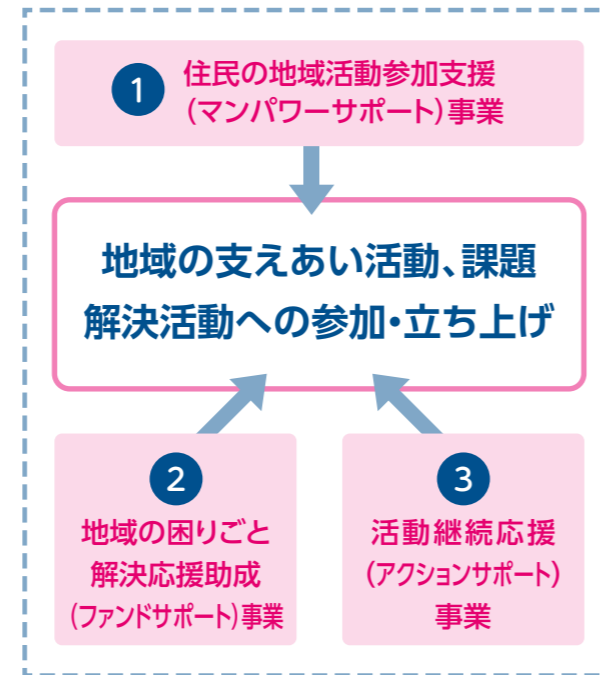 1
住民の地域活動参加支援
(マンパワーサポート)事業
地域の支えあい活動、課題
解決活動への参加・立ち上げ
2
地域の困りごと
解決応援助成
(ファンドサポート)事業
3
活動継続応援
(アクションサポート)
事業